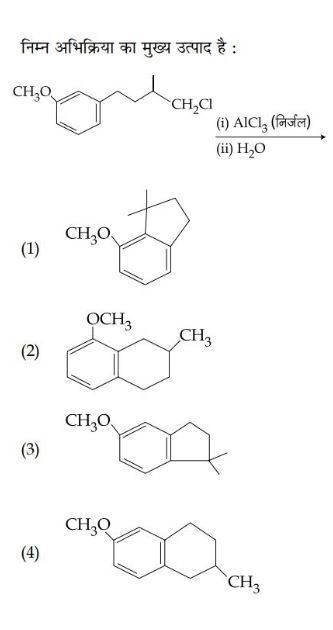 निम्न अभिक्रिया का मुख्य उत्पाद है :
CH₃O
CH₂Cl
(i) AlCl₃ (निर्जल)
(ii) H₂O
(1)
CH₃O
(2)
OCH₃
CH₃
(3)
CH₃O
(4)
CH₃O
CH₃